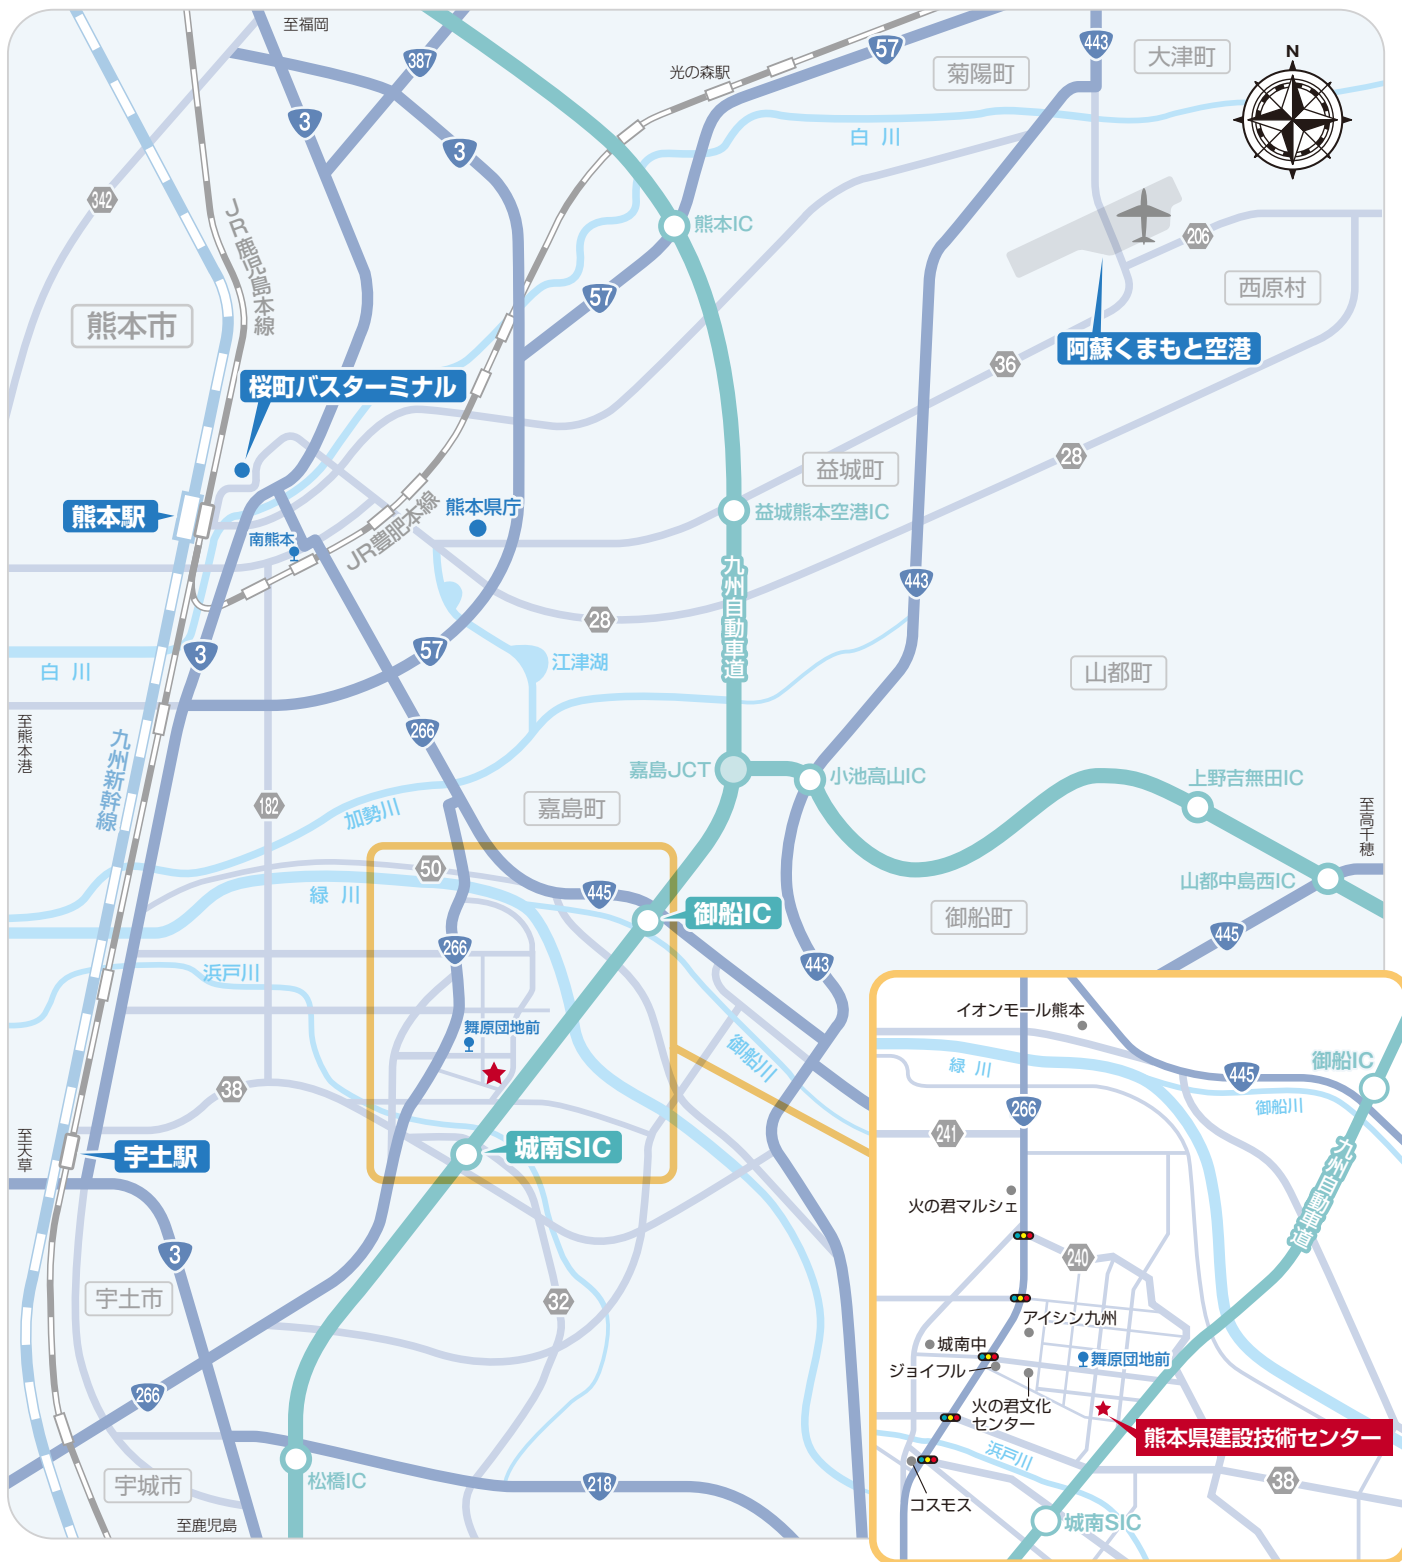 至福岡
387
57
443
大津町
菊陽町
光の森駅
N
3
3
白川
342
JR鹿児島本線
熊本IC
206
57
西原村
熊本市
阿蘇くまもと空港
36
桜町バスターミナル
28
益城町
熊本駅
熊本県庁
益城熊本空港IC
南熊本
JR豊肥本線
九州自動車道
443
28
3
57
白川
江津湖
山都町
至熊本港
九州新幹線
266
嘉島JCT
小池高山IC
上野吉無田IC
182
加勢川
嘉島町
至高千穂
50
緑川
445
山都中島西IC
御船IC
御船町
266
445
浜戸川
443
舞原団地前
御船川
38
至天草
宇土駅
城南SIC
3
宇土市
32
266
宇城市
松橋IC
218
至鹿児島
イオンモール熊本
緑川
445
御船IC
266
御船川
241
九州自動車道
火の君マルシェ
240
アイシン九州
城南中
舞原団地前
ジョイフル
火の君文化
センター
熊本県建設技術センター
浜戸川
38
コスモス
城南SIC